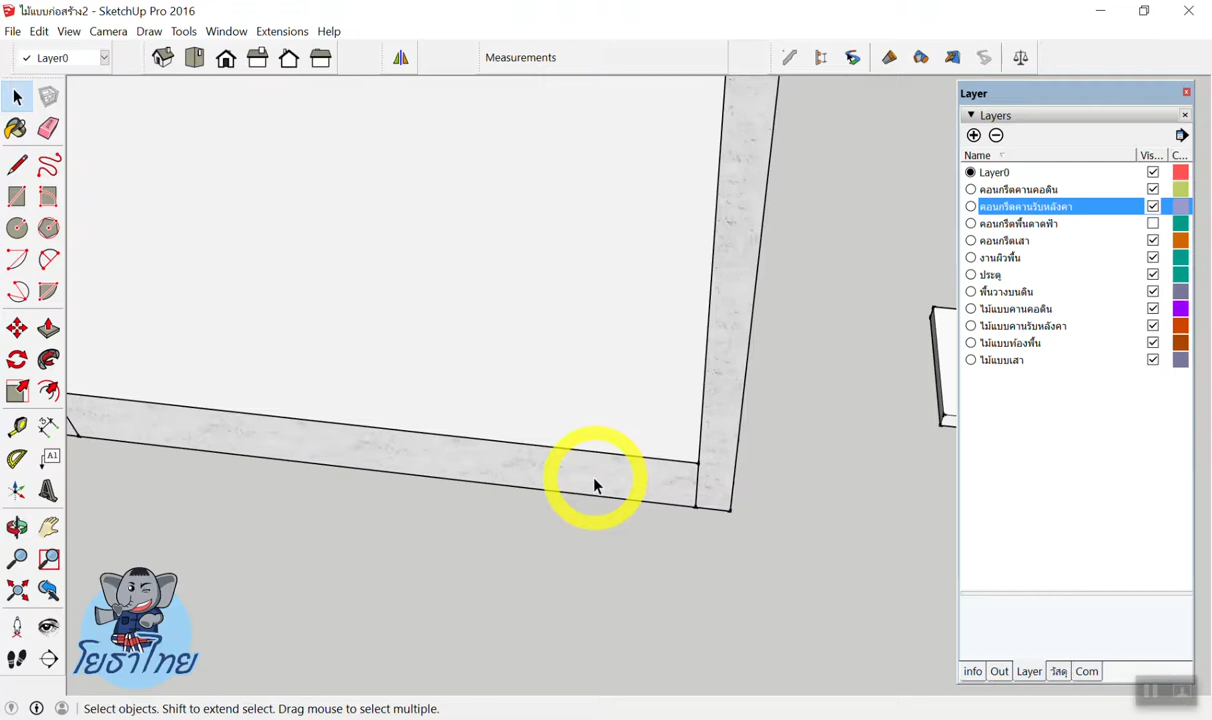 ไม้แบบก่อสร้าง2 - SketchUp Pro 2016
File Edit View Camera Draw Tools Window Extensions Help
Layer0
Measurements
Layer
Layers
Name Vis... C...
Layer0
คอนกรีตคานคอดิน
คอนกรีตคานรับหลังคา
คอนกรีตพื้นดาดฟ้า
คอนกรีตเสา
งานผิวพื้น
ประตู
พื้นวางบนดิน
ไม้แบบคานคอดิน
ไม้แบบคานรับหลังคา
ไม้แบบท้องพื้น
ไม้แบบเสา
A1
โยธาไทย
info Out Layer วัสดุ Com
Select objects. Shift to extend select. Drag mouse to select multiple.